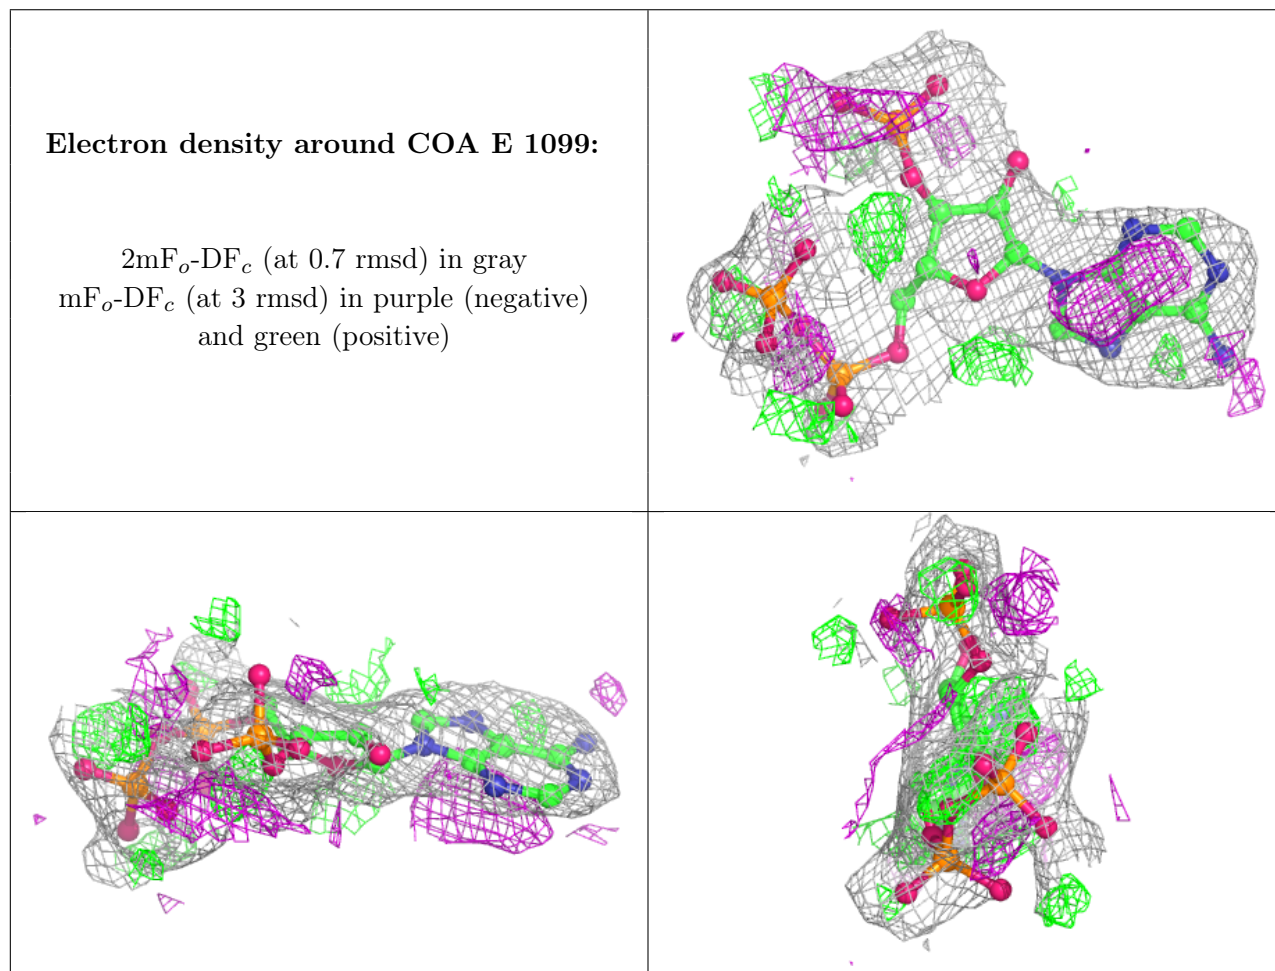 Electron density around COA E 1099:
2mFo-DFc (at 0.7 rmsd) in gray
mFo-DFc (at 3 rmsd) in purple (negative)
and green (positive)